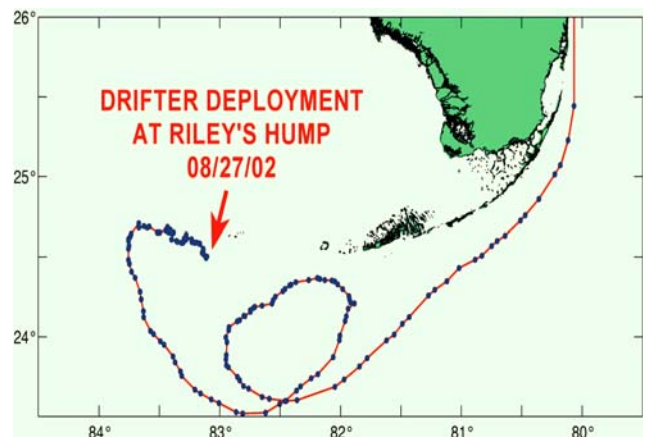 26°
DRIFTER DEPLOYMENT
AT RILEY'S HUMP
08/27/02
25°
24°
84° 83° 82° 81° 80°